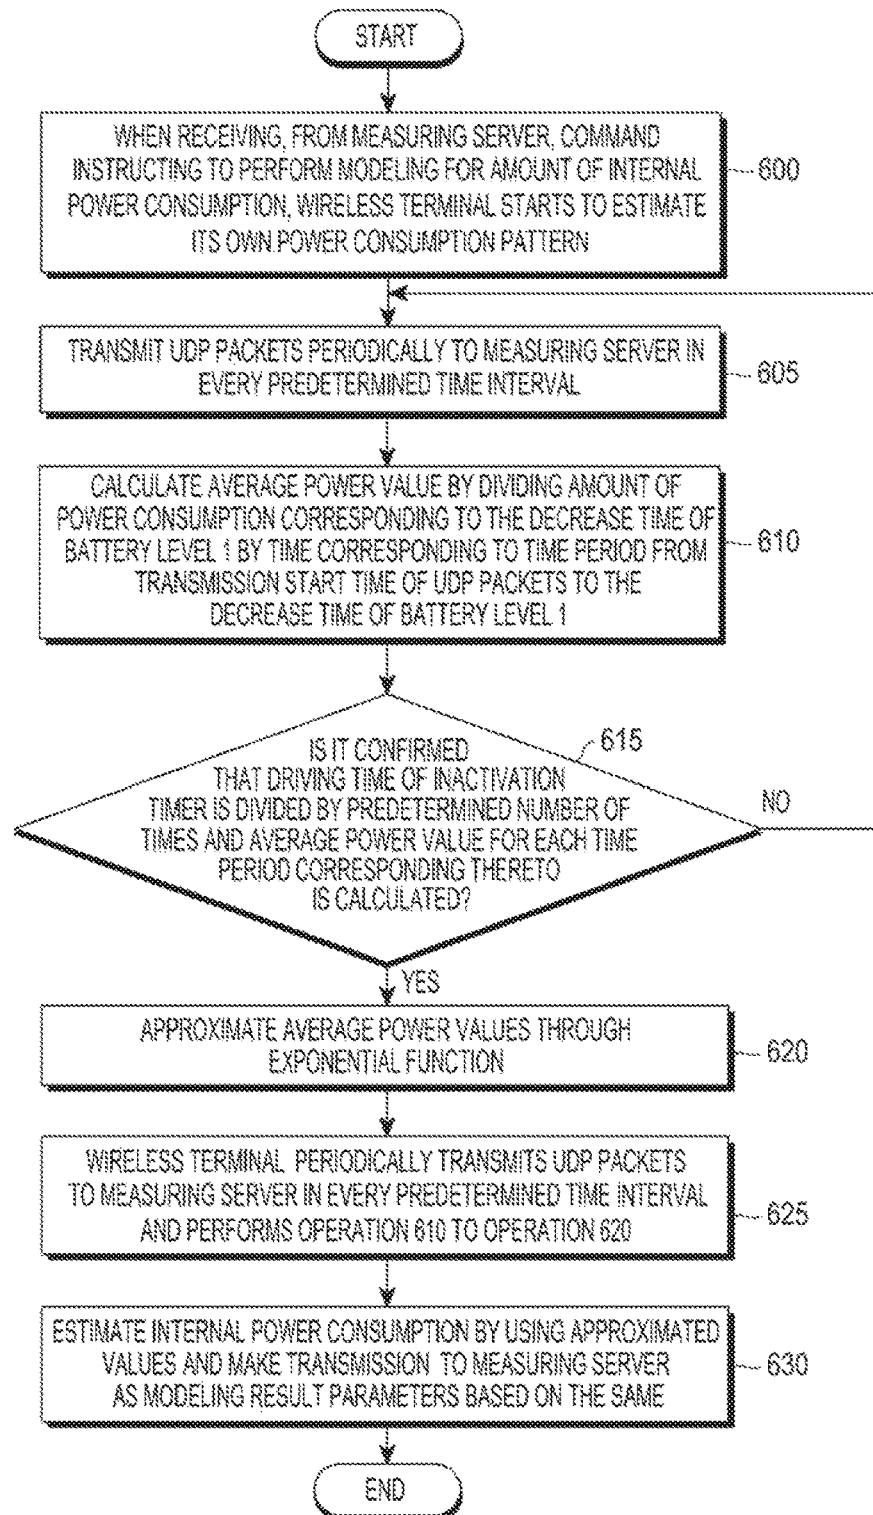 START
WHEN RECEIVING, FROM MEASURING SERVER, COMMAND
INSTRUCTING TO PERFORM MODELING FOR AMOUNT OF INTERNAL
POWER CONSUMPTION, WIRELESS TERMINAL STARTS TO ESTIMATE
ITS OWN POWER CONSUMPTION PATTERN
600
TRANSMIT UDP PACKETS PERIODICALLY TO MEASURING SERVER IN
EVERY PREDETERMINED TIME INTERVAL
605
CALCULATE AVERAGE POWER VALUE BY DIVIDING AMOUNT OF
POWER CONSUMPTION CORRESPONDING TO THE DECREASE TIME OF
BATTERY LEVEL 1 BY TIME CORRESPONDING TO TIME PERIOD FROM
TRANSMISSION START TIME OF UDP PACKETS TO THE
DECREASE TIME OF BATTERY LEVEL 1
610
IS IT CONFIRMED
THAT DRIVING TIME OF INACTIVATION
TIMER IS DIVIDED BY PREDETERMINED NUMBER OF
TIMES AND AVERAGE POWER VALUE FOR EACH TIME
PERIOD CORRESPONDING THERETO
IS CALCULATED?
615
NO
YES
APPROXIMATE AVERAGE POWER VALUES THROUGH
EXPONENTIAL FUNCTION
620
WIRELESS TERMINAL PERIODICALLY TRANSMITS UDP PACKETS
TO MEASURING SERVER IN EVERY PREDETERMINED TIME INTERVAL
AND PERFORMS OPERATION 610 TO OPERATION 620
625
ESTIMATE INTERNAL POWER CONSUMPTION BY USING APPROXIMATED
VALUES AND MAKE TRANSMISSION TO MEASURING SERVER
AS MODELING RESULT PARAMETERS BASED ON THE SAME
630
END